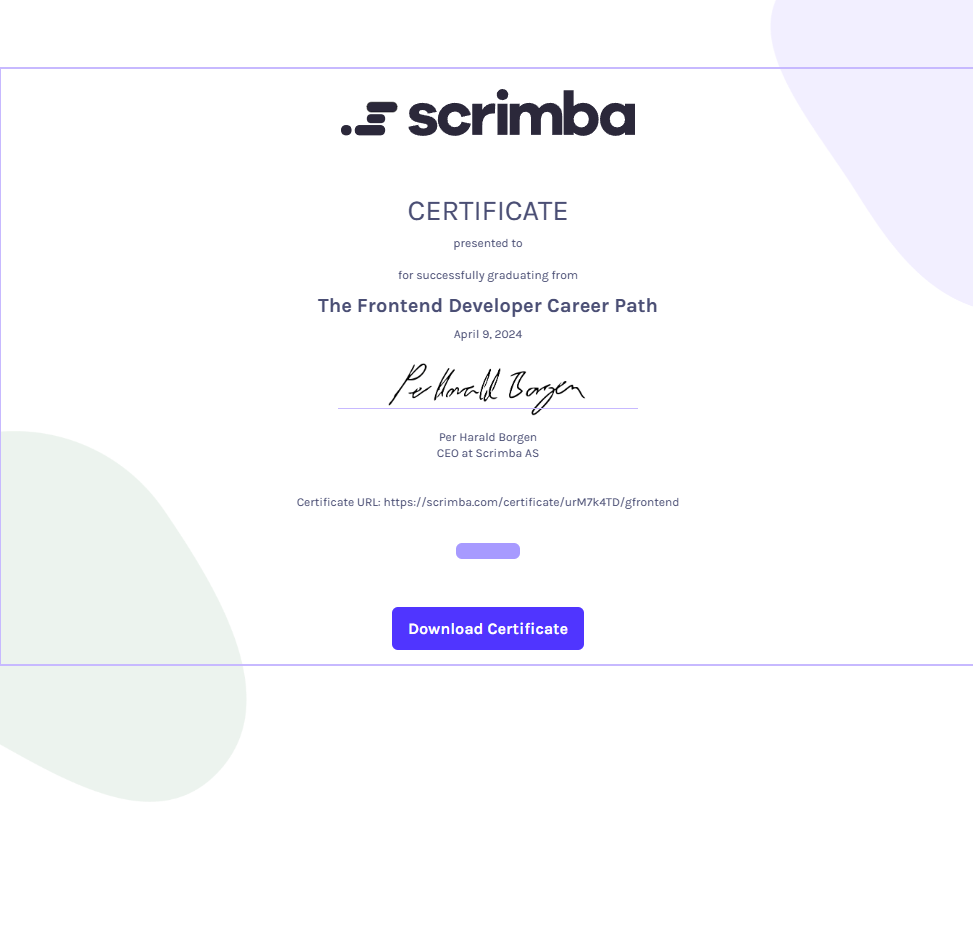 scrimba
CERTIFICATE
presented to
for successfully graduating from
The Frontend Developer Career Path
April 9, 2024
Per Harald Borgen
Per Harald Borgen
CEO at Scrimba AS
Certificate URL: https://scrimba.com/certificate/urM7k4TD/gfrontend
Download Certificate